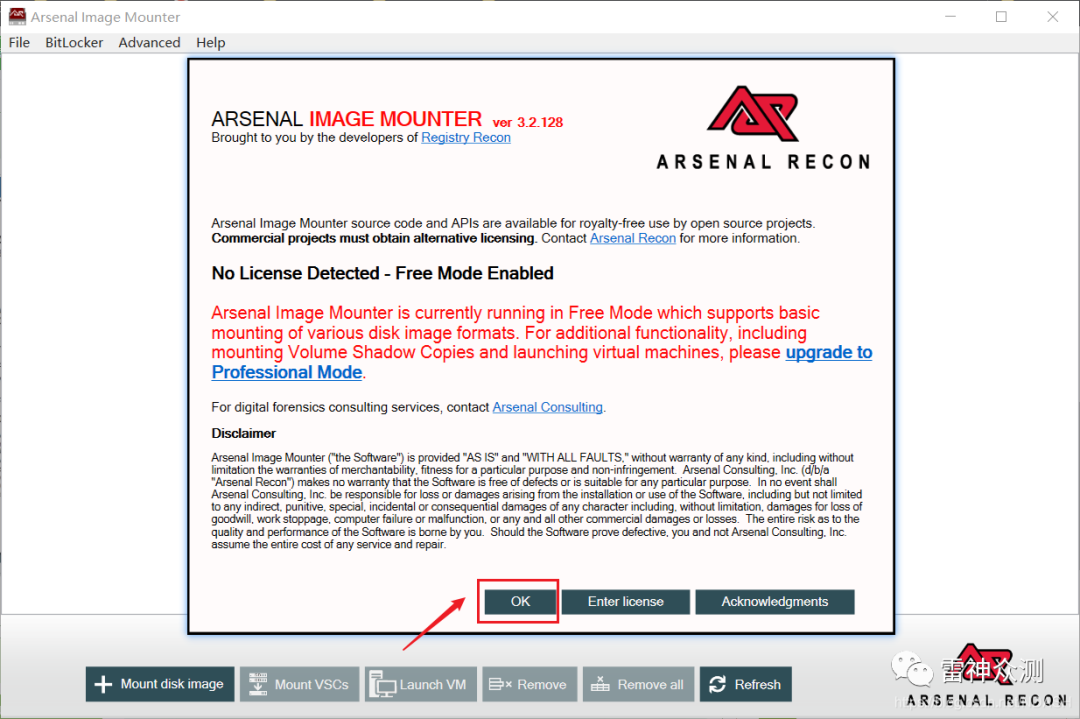 Arsenal Image Mounter
File BitLocker Advanced Help
ARSENAL IMAGE MOUNTER ver 3.2.128
Brought to you by the developers of Registry Recon
ARSENAL RECON
Arsenal Image Mounter source code and APIs are available for royalty-free use by open source projects.
Commercial projects must obtain alternative licensing. Contact Arsenal Recon for more information.
No License Detected - Free Mode Enabled
Arsenal Image Mounter is currently running in Free Mode which supports basic
mounting of various disk image formats. For additional functionality, including
mounting Volume Shadow Copies and launching virtual machines, please upgrade to
Professional Mode.
For digital forensics consulting services, contact Arsenal Consulting.
Disclaimer
Arsenal Image Mounter ("the Software") is provided "AS IS" and "WITH ALL FAULTS," without warranty of any kind, including without
limitation the warranties of merchantability, fitness for a particular purpose and non-infringement. Arsenal Consulting, Inc. (d/b/a
"Arsenal Recon") makes no warranty that the Software is free of defects or is suitable for any particular purpose. In no event shall
Arsenal Consulting, Inc. be responsible for loss or damages arising from the installation or use of the Software, including but not limited
to any indirect, punitive, special, incidental or consequential damages of any character including, without limitation, damages for loss of
goodwill, work stoppage, computer failure or malfunction, or any and all other commercial damages or losses. The entire risk as to the
quality and performance of the Software is borne by you. Should the Software prove defective, you and not Arsenal Consulting, Inc.
assume the entire cost of any service and repair.
OK Enter license Acknowledgments
Mount disk image Mount VSCs Launch VM Remove Remove all Refresh
雷神众测
ARSENAL RECON